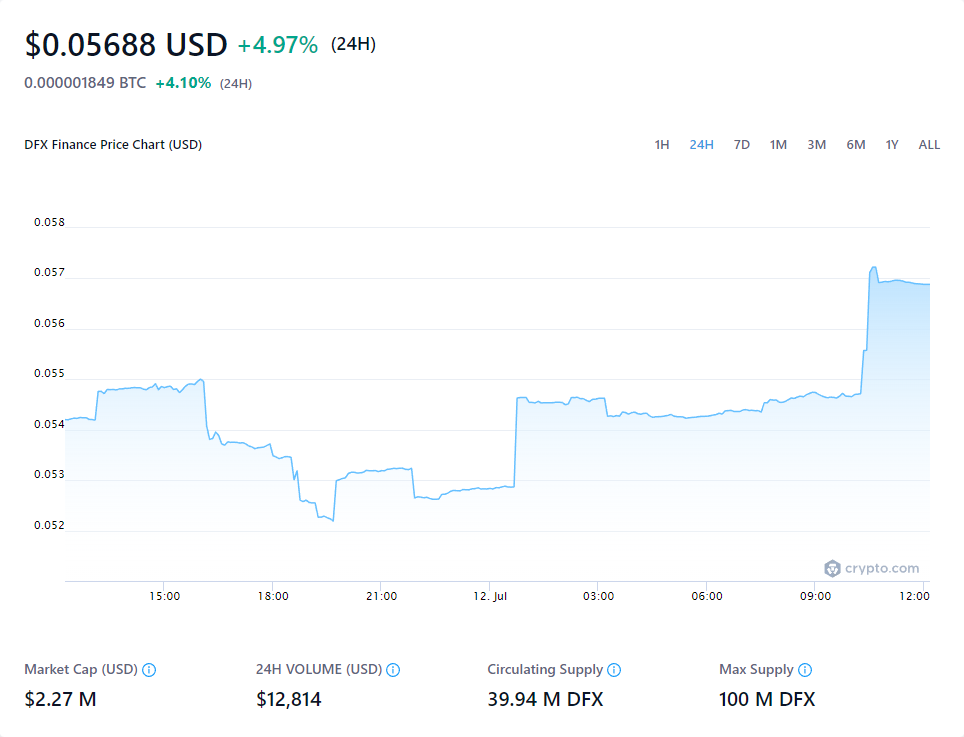 $0.05688 USD +4.97% (24H)
0.000001849 BTC +4.10% (24H)
DFX Finance Price Chart (USD) 1H 24H 7D 1M 3M 6M 1Y ALL
0.058
0.057
0.056
0.055
0.054
0.053
0.052
crypto.com
15:00 18:00 21:00 12. Jul 03:00 06:00 09:00 12:00
Market Cap (USD) 24H VOLUME (USD) Circulating Supply Max Supply
$2.27 M $12,814 39.94 M DFX 100 M DFX